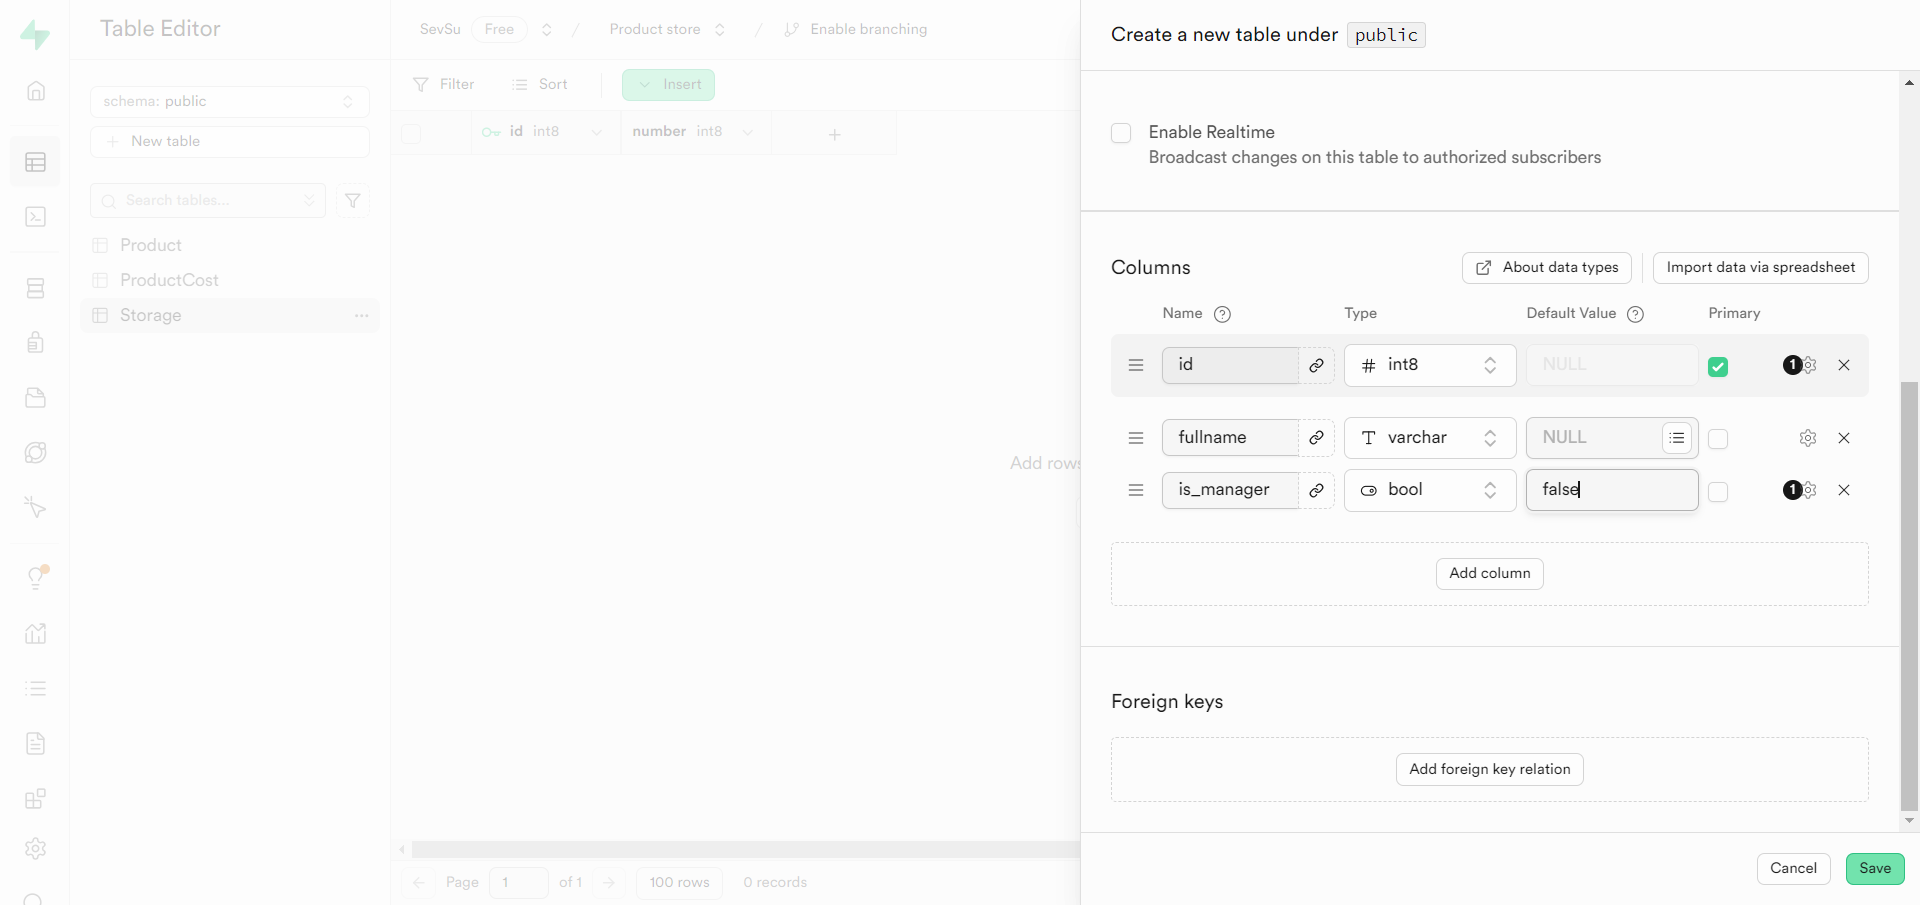 Table Editor
SevSu
Free
/
Product store
/
Enable branching
schema: public
New table
Search tables...
Product
ProductCost
Storage
Filter
Sort
Insert
id int8
number int8
Add rows
Page
1
of 1
100 rows
0 records
Create a new table under public
Enable Realtime
Broadcast changes on this table to authorized subscribers
Columns
About data types
Import data via spreadsheet
Name
Type
Default Value
Primary
id
int8
NULL
1
fullname
varchar
NULL
is_manager
bool
false
1
Add column
Foreign keys
Add foreign key relation
Cancel
Save